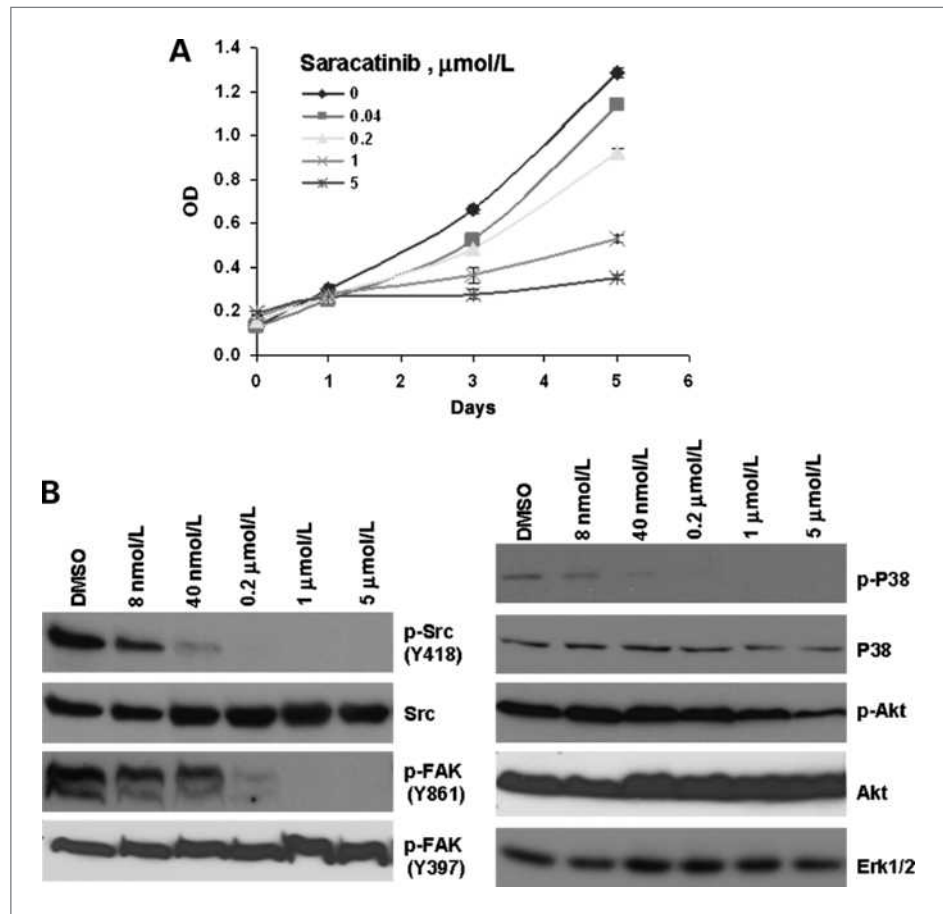 A
Saracatinib , μmol/L
0
0.04
0.2
1
5
OD
1.4
1.2
1.0
0.8
0.6
0.4
0.2
0.0
0 1 2 3 4 5 6
Days
B
DMSO 8 nmol/L 40 nmol/L 0.2 μmol/L 1 μmol/L 5 μmol/L
p-Src
(Y418)
Src
p-FAK
(Y861)
p-FAK
(Y397)
DMSO 8 nmol/L 40 nmol/L 0.2 μmol/L 1 μmol/L 5 μmol/L
p-P38
P38
p-Akt
Akt
Erk1/2